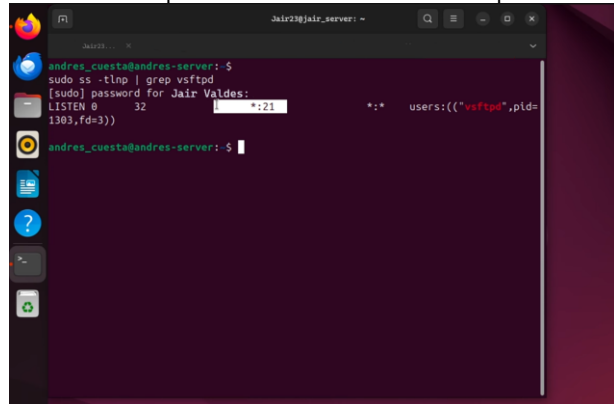 Jair23@jair_server: ~
Jair23...
andres_cuesta@andres-server:~$
sudo ss -tlnp | grep vsftpd
[sudo] password for Jair Valdes:
LISTEN 0 32 *:21 *:* users:(("vsftpd",pid=
1303,fd=3))
andres_cuesta@andres-server:~$